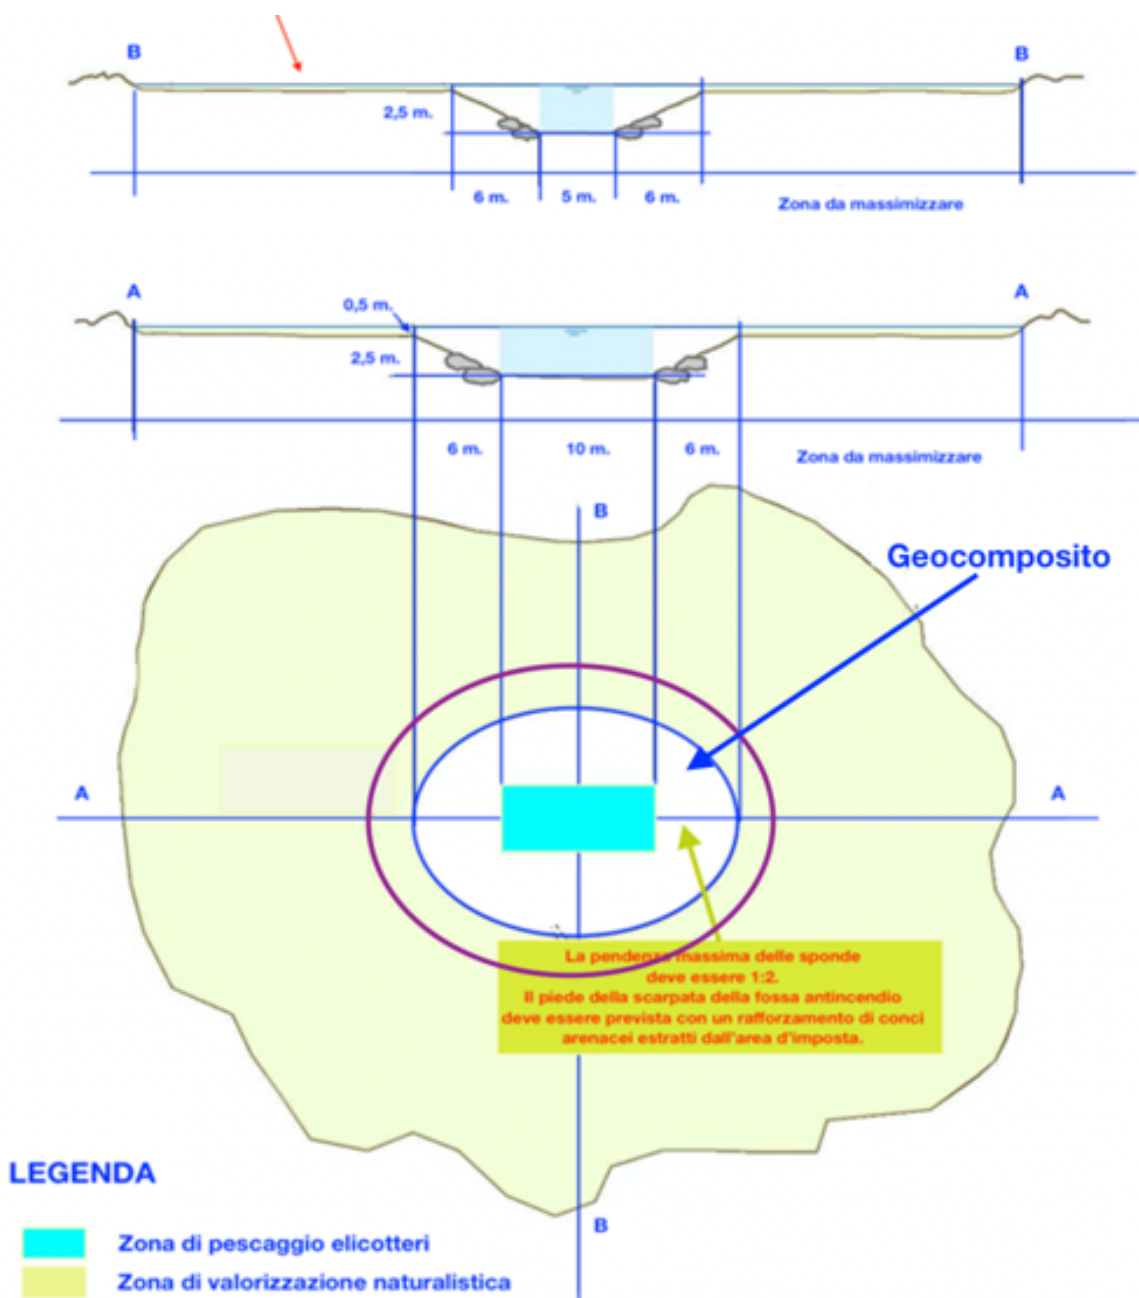 B
B
2,5 m.
6 m.
5 m.
6 m.
Zona da massimizzare
A
A
0,5 m.
2,5 m.
6 m.
10 m.
6 m.
Zona da massimizzare
B
Geocomposito
A
A
La pendenza massima delle sponde
deve essere 1:2.
Il piede della scarpata della fossa antincendio
deve essere prevista con un rafforzamento di conci
arenacei estratti dall'area d'imposta.
LEGENDA
B
Zona di pescaggio elicotteri
Zona di valorizzazione naturalistica